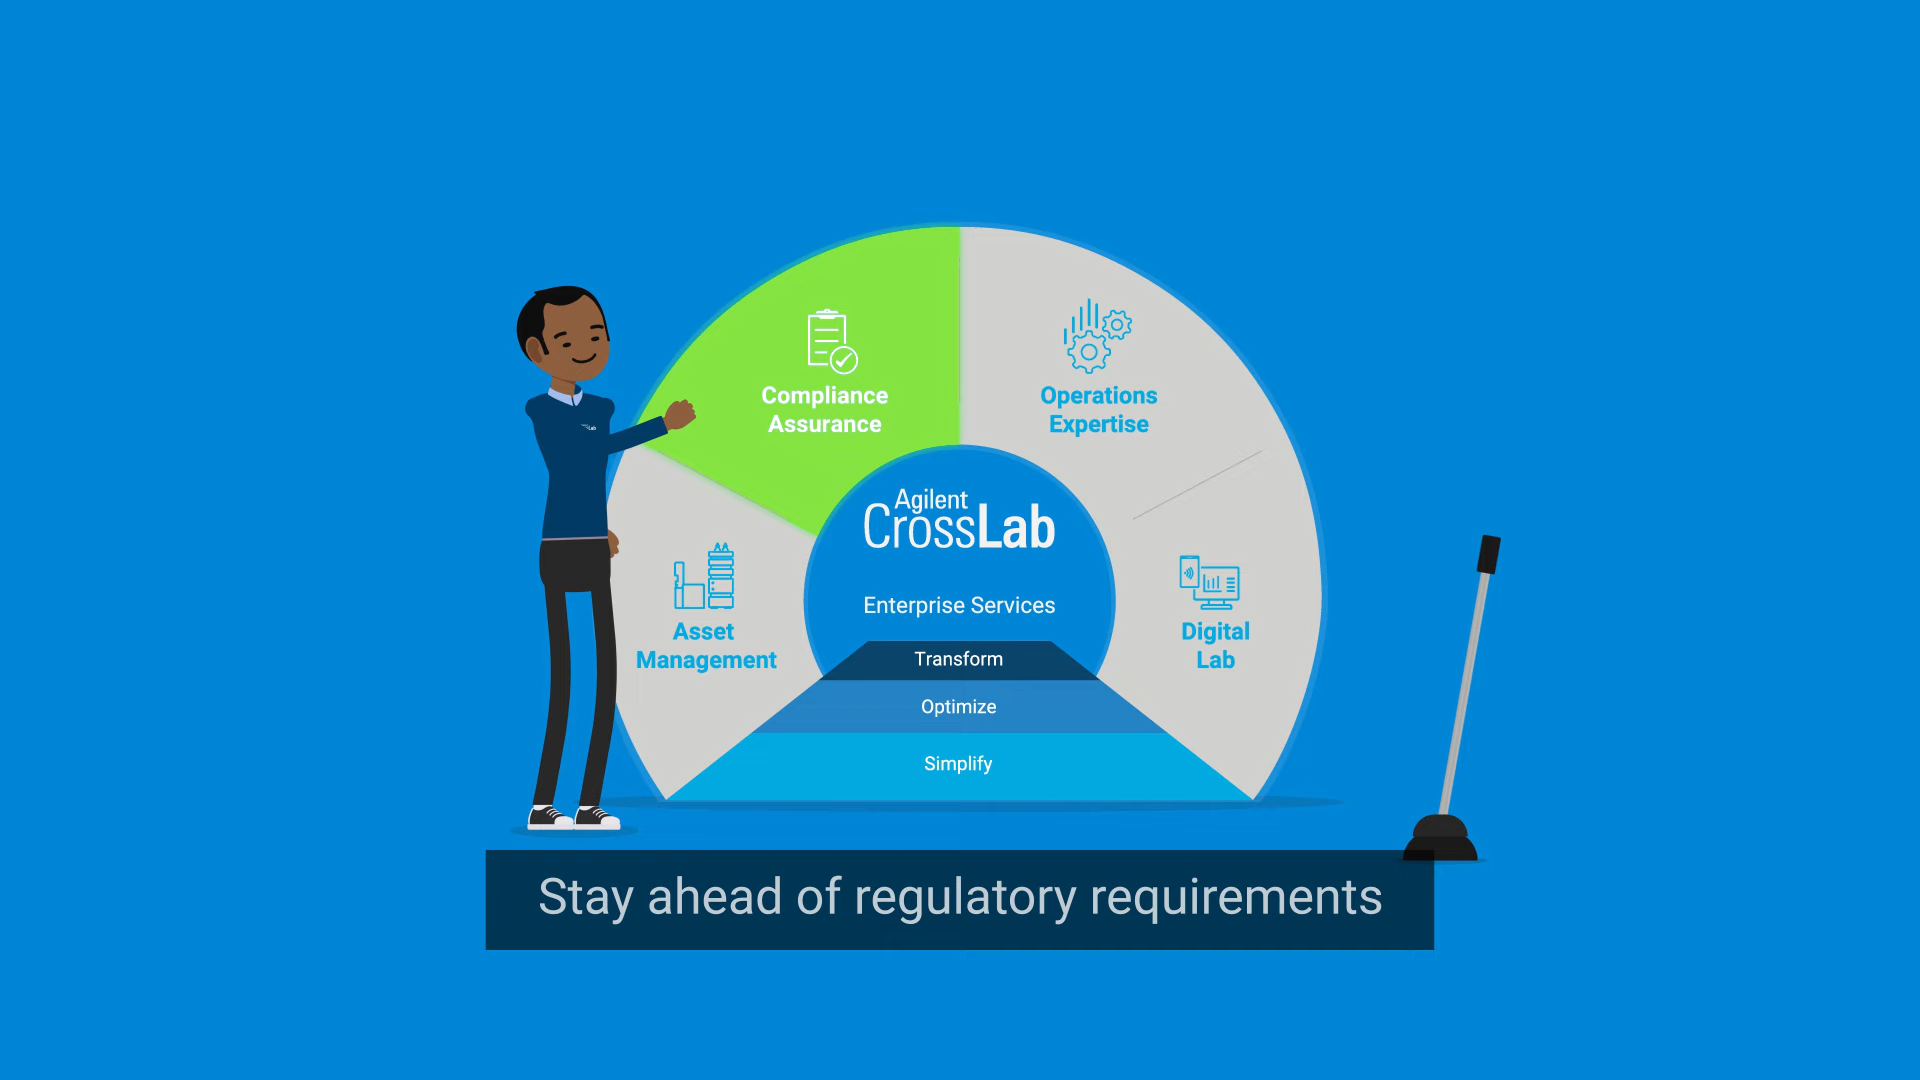 Compliance
Assurance
Operations
Expertise
Agilent
CrossLab
Enterprise Services
Asset
Management
Digital
Lab
Transform
Optimize
Simplify
Stay ahead of regulatory requirements